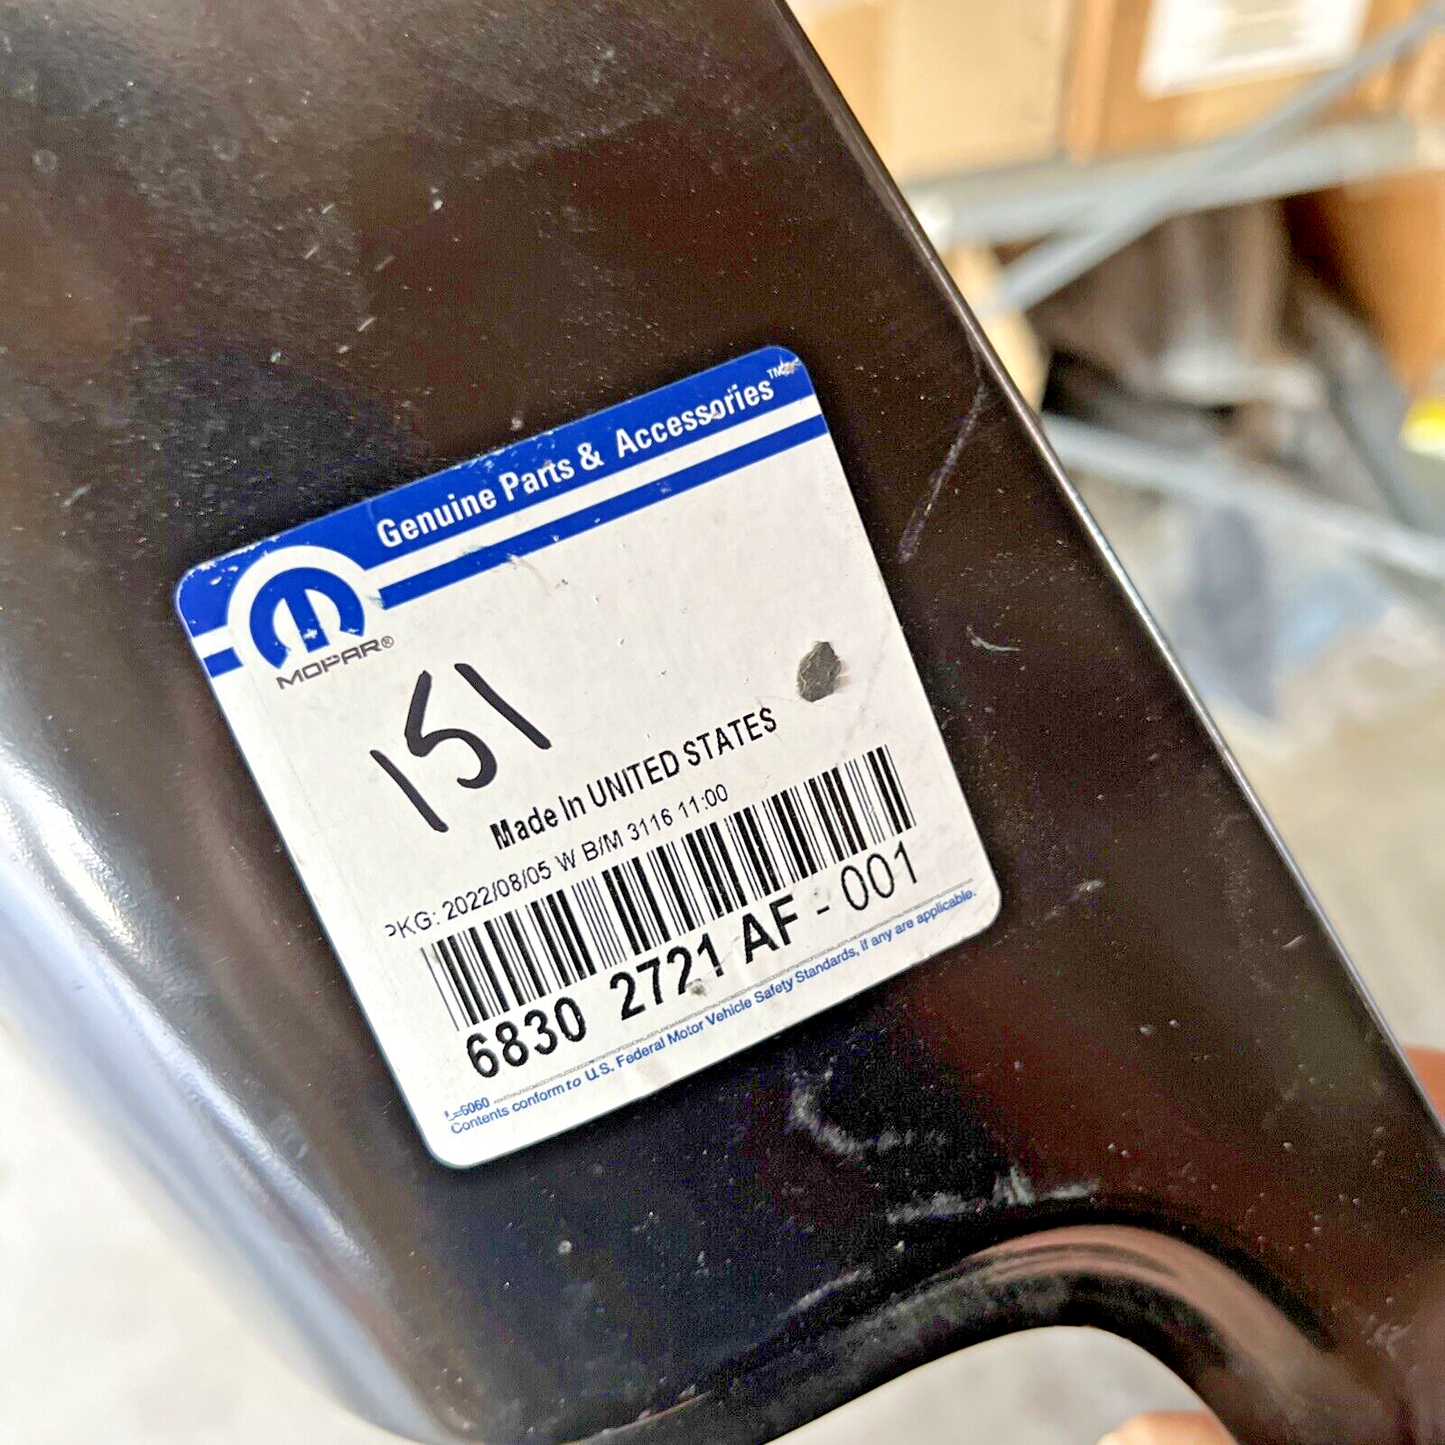 Genuine Parts & Accessories™
MOPAR®
151
Made In UNITED STATES
PKG: 2022/08/05 W B/M 3116 11:00
6830 2721 AF - 001
L-6060
Contents conform to U.S. Federal Motor Vehicle Safety Standards, if any are applicable.